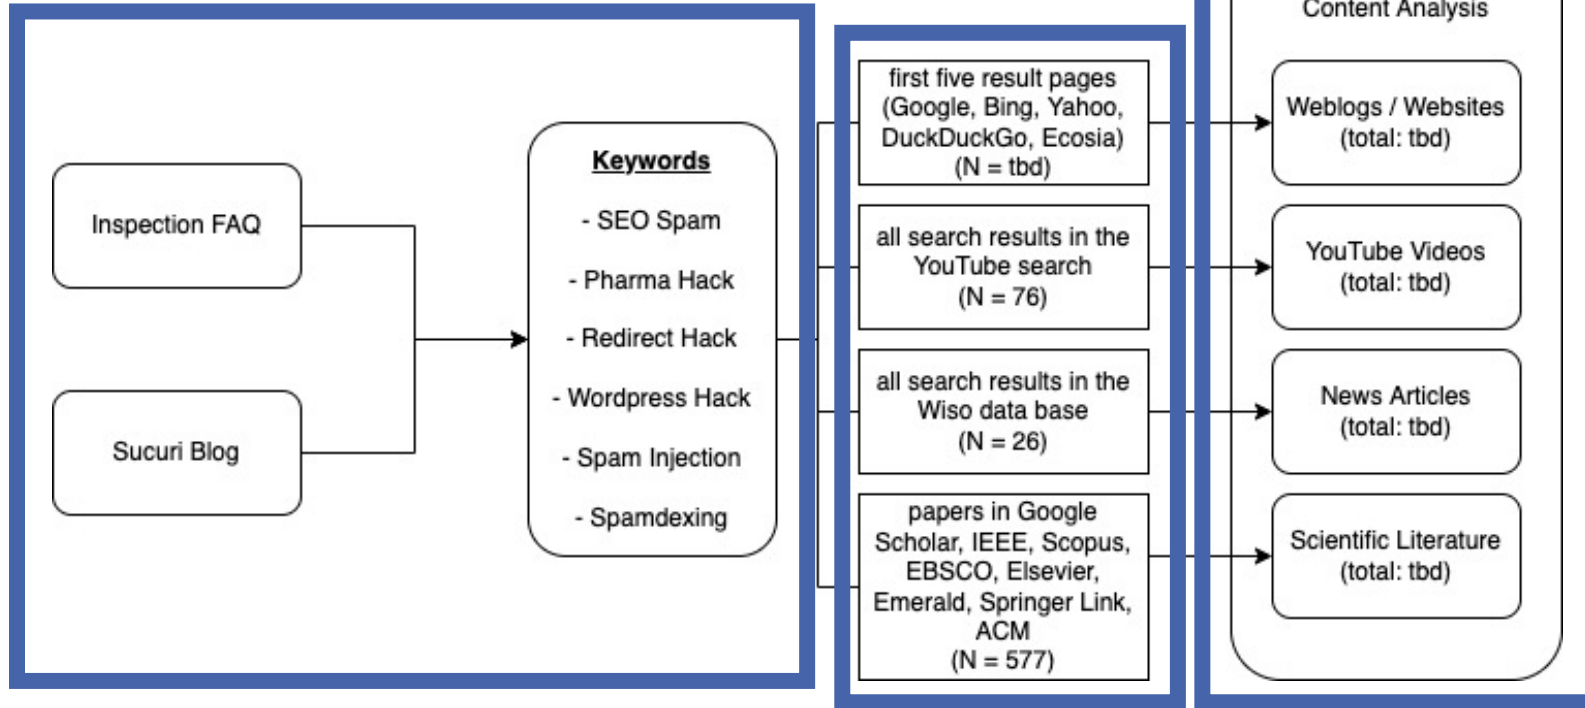 Inspection FAQ
Sucuri Blog
Keywords
- SEO Spam
- Pharma Hack
- Redirect Hack
- Wordpress Hack
- Spam Injection
- Spamdexing
first five result pages
(Google, Bing, Yahoo,
DuckDuckGo, Ecosia)
(N = tbd)
all search results in the
YouTube search
(N = 76)
all search results in the
Wiso data base
(N = 26)
papers in Google
Scholar, IEEE, Scopus,
EBSCO, Elsevier,
Emerald, Springer Link,
ACM
(N = 577)
Content Analysis
Weblogs / Websites
(total: tbd)
YouTube Videos
(total: tbd)
News Articles
(total: tbd)
Scientific Literature
(total: tbd)